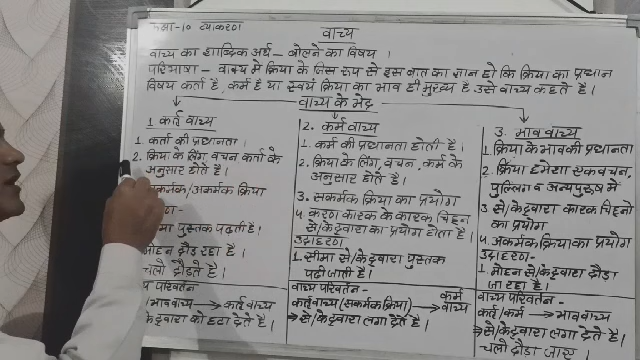 कक्षा-10 व्याकरण
वाच्य
वाच्य का शाब्दिक अर्थ – बोलने का विषय ।
परिभाषा – वाक्य में क्रिया के जिस रूप से इस बात का ज्ञान हो कि क्रिया का प्रधान
विषय कर्ता है, कर्म है या स्वयं क्रिया का भाव ही मुख्य है उसे वाच्य कहते हैं।
वाच्य के भेद
1 कर्तृ वाच्य
1. कर्ता की प्रधानता ।
2. क्रिया के लिंग, वचन कर्ता के
अनुसार होते हैं।
सकर्मक/अकर्मक क्रिया
सीमा पुस्तक पढ़ती है।
मोहन दौड़ रहा है।
चलो दौड़ते हैं।
परिवर्तन
/भाववाच्य → कर्तृवाच्य
के द्वारा को हटा देते हैं।
2. कर्म वाच्य
1. कर्म की प्रधानता होती है।
2. क्रिया के लिंग, वचन, कर्म के
अनुसार होते हैं।
3. सकर्मक क्रिया का प्रयोग
4. करण कारक के कारक चिह्न
से/के द्वारा का प्रयोग होता है।
उदाहरण
1. सीमा से/के द्वारा पुस्तक
पढ़ी जाती है।
वाच्य परिवर्तन -
कर्तृवाच्य (सकर्मक क्रिया) → कर्म वाच्य
⇒ से/के द्वारा लगा देते हैं।
3. भाव वाच्य
1 क्रिया के भाव की प्रधानता
2. क्रिया हमेशा एकवचन,
पुल्लिंग व अन्यपुरुष में
3 से/के द्वारा कारक चिह्नों
का प्रयोग
4. अकर्मक क्रिया का प्रयोग
उदाहरण-
1. मोहन से/के द्वारा दौड़ा
जा रहा है।
वाच्य परिवर्तन -
कर्तृ/कर्म → भाववाच्य
⇒ से/के द्वारा लगा देते हैं।
चलो दौड़ा जाए।